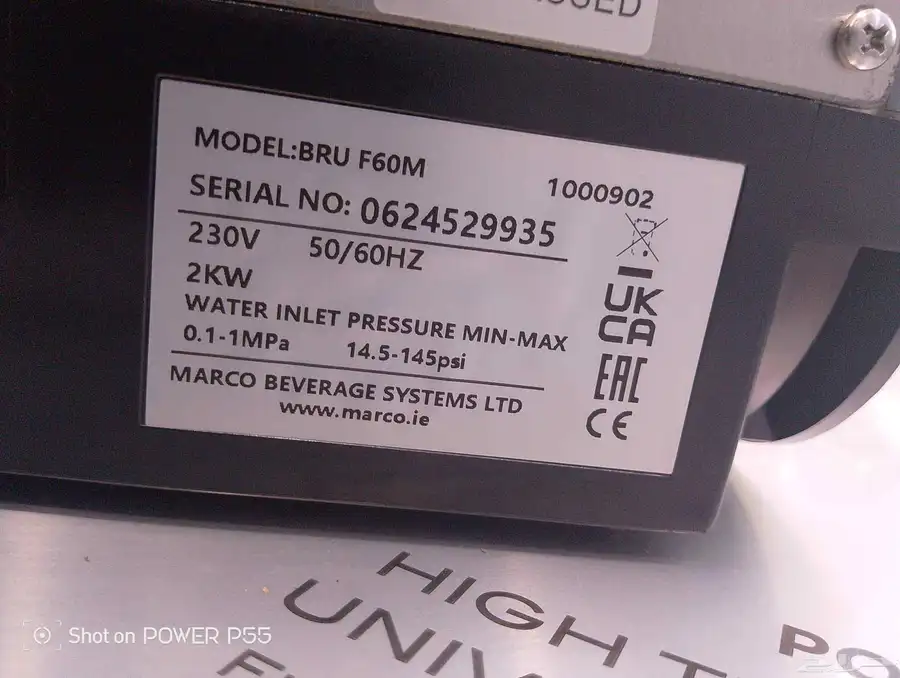 MODEL:BRU F60M
1000902
SERIAL NO: 0624529935
230V 50/60HZ
2KW
WATER INLET PRESSURE MIN-MAX
0.1-1MPa 14.5-145psi
MARCO BEVERAGE SYSTEMS LTD
www.marco.ie
UK
CA
EAC
CE
HIGH
Shot on POWER P55